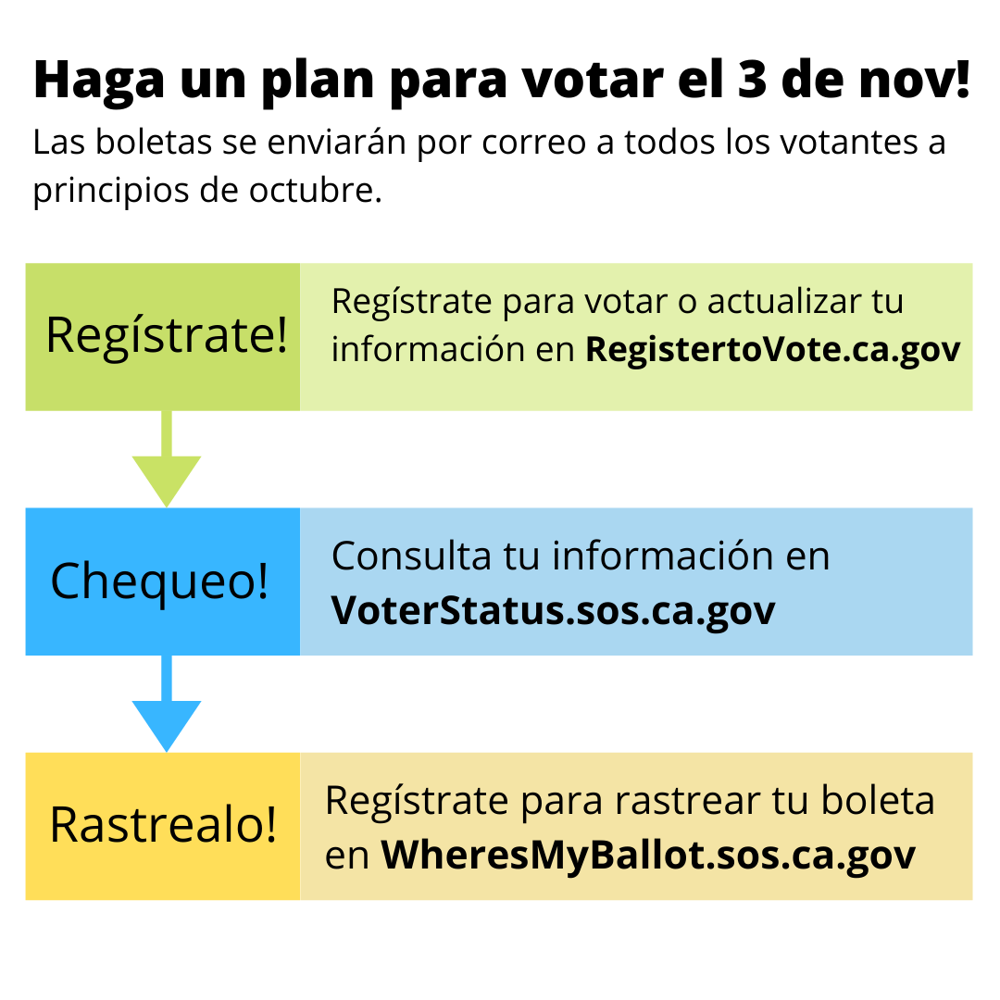 Haga un plan para votar el 3 de nov!
Las boletas se enviarán por correo a todos los votantes a
principios de octubre.
Regístrate!
Regístrate para votar o actualizar tu
información en RegistertoVote.ca.gov
Chequeo!
Consulta tu información en
VoterStatus.sos.ca.gov
Rastrealo!
Regístrate para rastrear tu boleta
en WheresMyBallot.sos.ca.gov